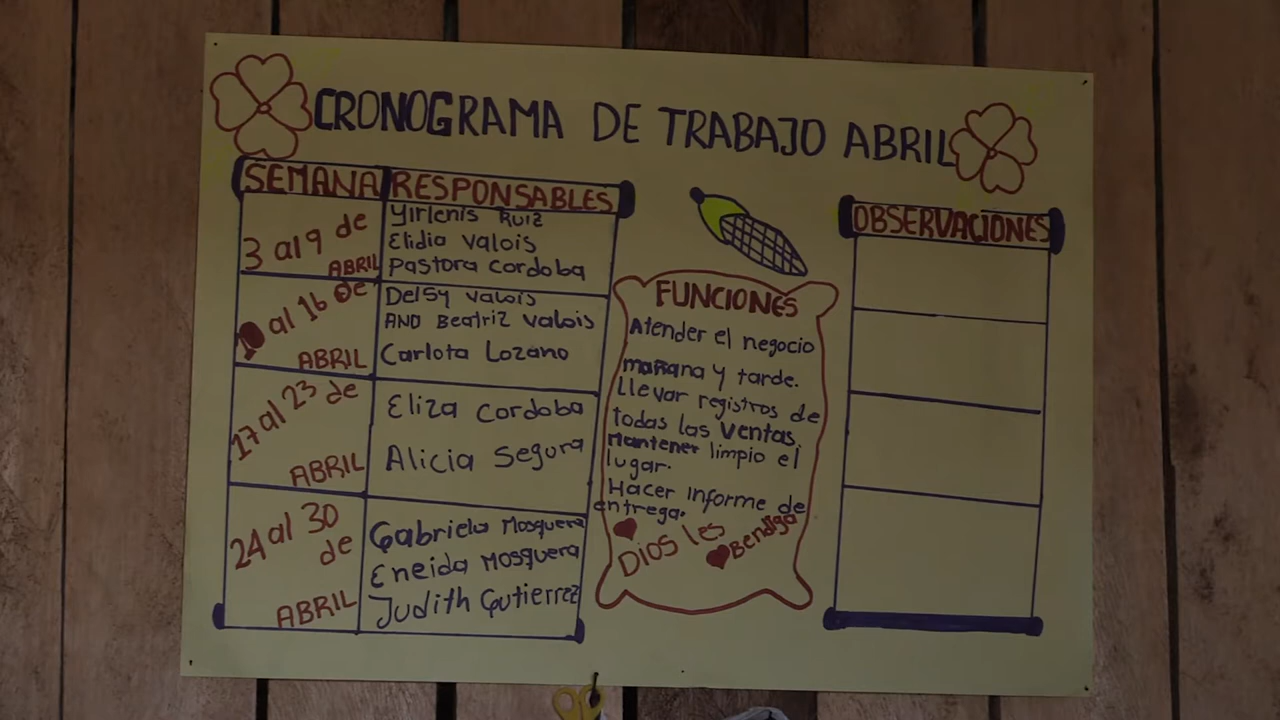 CRONOGRAMA DE TRABAJO ABRIL
SEMANA
RESPONSABLES
3 al 9 de
ABRIL
Yirlenis Ruiz
Elidia Valois
Pastora Cordoba
10 al 16 de
ABRIL
Delsy Valois
ANO Beatriz Valois
Carlota Lozano
17 al 23 de
ABRIL
Eliza Cordoba
Alicia Segura
24 al 30
de
ABRIL
Gabriela Mosquera
Eneida Mosquera
Judith Gutierrez
FUNCIONES
Atender el negocio
mañana y tarde.
Llevar registros de
todas las Ventas.
Mantener limpio el
lugar.
Hacer informe de
entrega.
Dios les
Bendiga
OBSERVACIONES